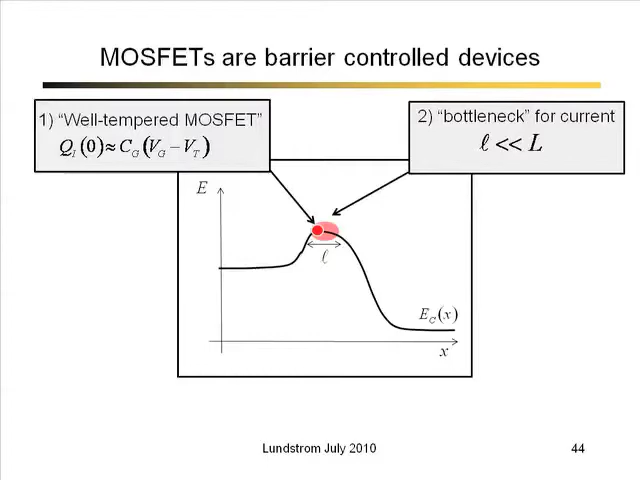 MOSFETs are barrier controlled devices
1) “Well-tempered MOSFET”
Q_I(0) ≈ C_G(V_G − V_T)
2) “bottleneck” for current
ℓ << L
E
ℓ
E_C(x)
x
Lundstrom July 2010
44